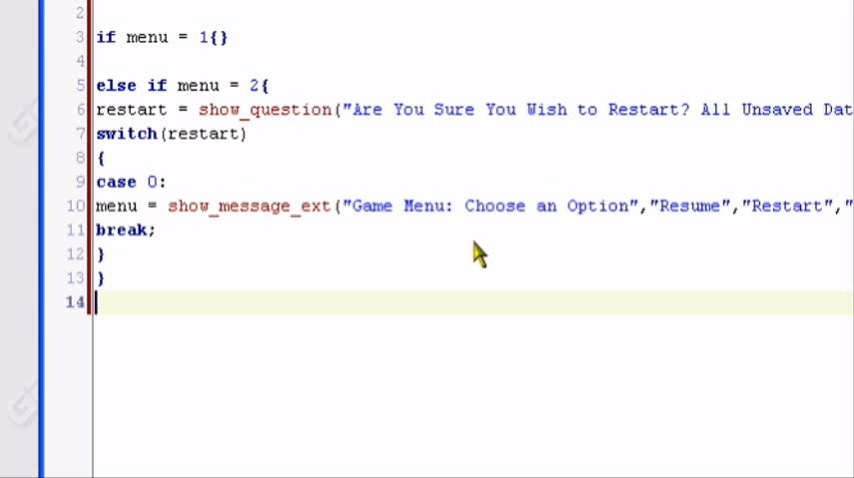 2
3 if menu = 1{}
4
5 else if menu = 2{
6 restart = show_question("Are You Sure You Wish to Restart? All Unsaved Dat
7 switch(restart)
8 {
9 case 0:
10 menu = show_message_ext("Game Menu: Choose an Option","Resume","Restart","
11 break;
12 }
13 }
14